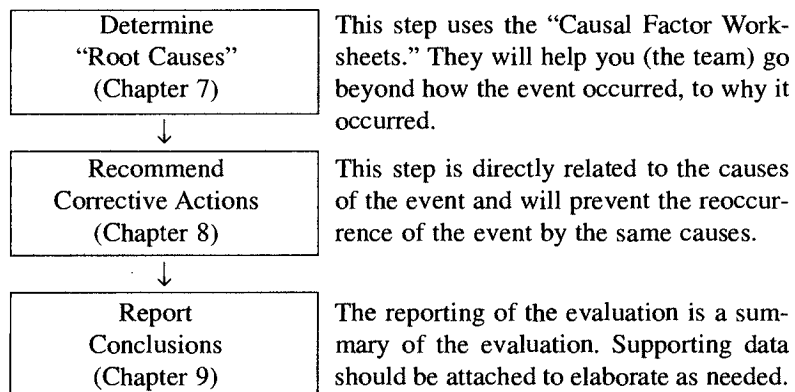 Determine
“Root Causes”
(Chapter 7)
This step uses the “Causal Factor Work-
sheets.” They will help you (the team) go
beyond how the event occurred, to why it
occurred.
↓
Recommend
Corrective Actions
(Chapter 8)
This step is directly related to the causes
of the event and will prevent the reoccur-
rence of the event by the same causes.
↓
Report
Conclusions
(Chapter 9)
The reporting of the evaluation is a sum-
mary of the evaluation. Supporting data
should be attached to elaborate as needed.